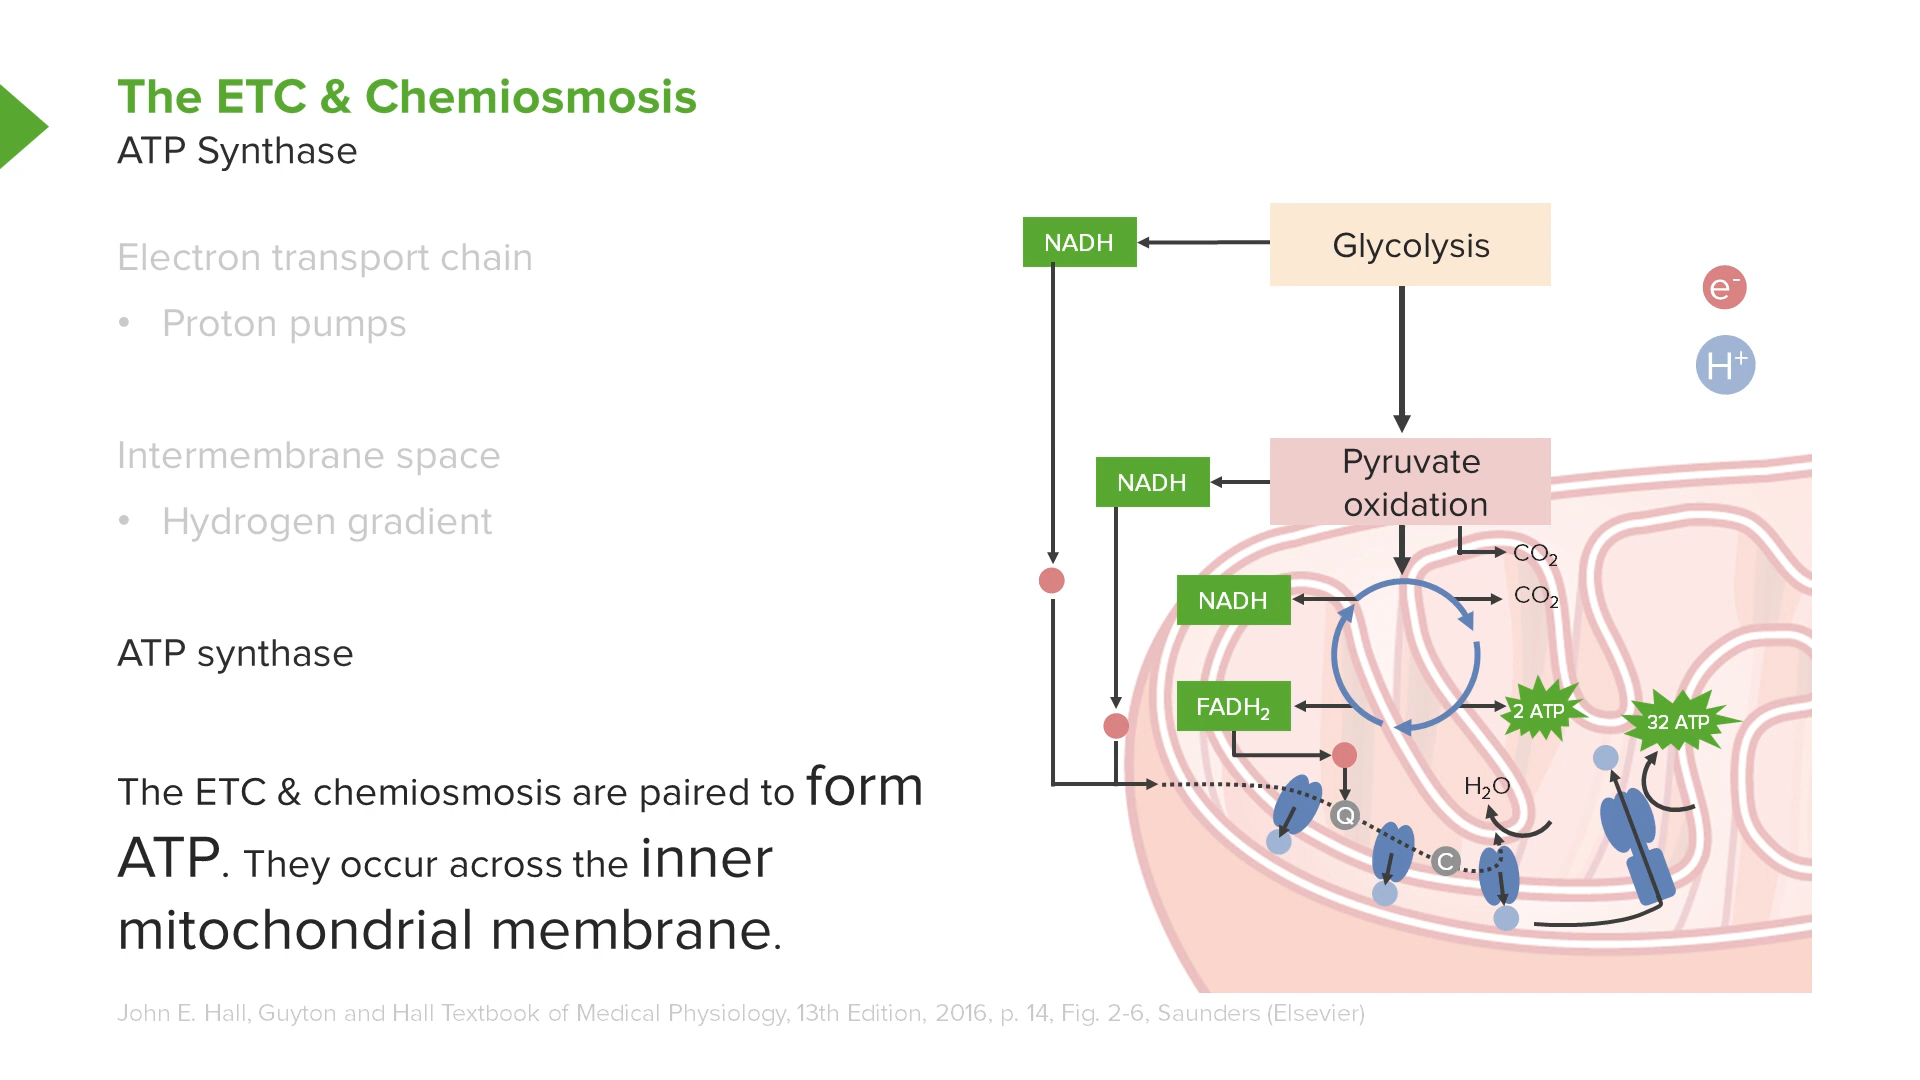 The ETC & Chemiosmosis
ATP Synthase
Electron transport chain
• Proton pumps
Intermembrane space
• Hydrogen gradient
ATP synthase
The ETC & chemiosmosis are paired to form
ATP. They occur across the inner
mitochondrial membrane.
NADH
Glycolysis
e⁻
H⁺
NADH
Pyruvate
oxidation
CO₂
NADH
CO₂
FADH₂
2 ATP
32 ATP
H₂O
Q
C
John E. Hall, Guyton and Hall Textbook of Medical Physiology, 13th Edition, 2016, p. 14, Fig. 2-6, Saunders (Elsevier)